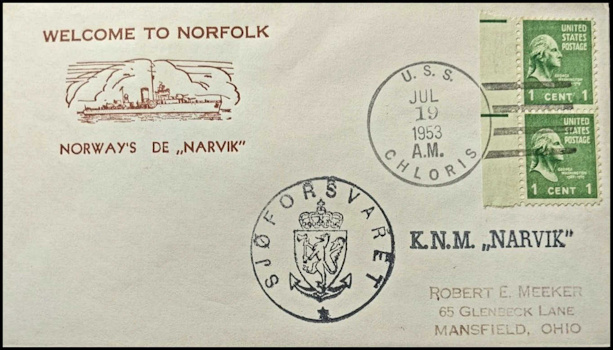 WELCOME TO NORFOLK
NORWAY'S DE „NARVIK"
U.S.S. CHLORIS
JUL
19
1953
A.M.
UNITED
STATES
POSTAGE
1 CENT 1
UNITED
STATES
POSTAGE
1 CENT 1
SJØFORSVARET
K.N.M. „NARVIK"
ROBERT E. MEEKER
65 GLENBECK LANE
MANSFIELD, OHIO